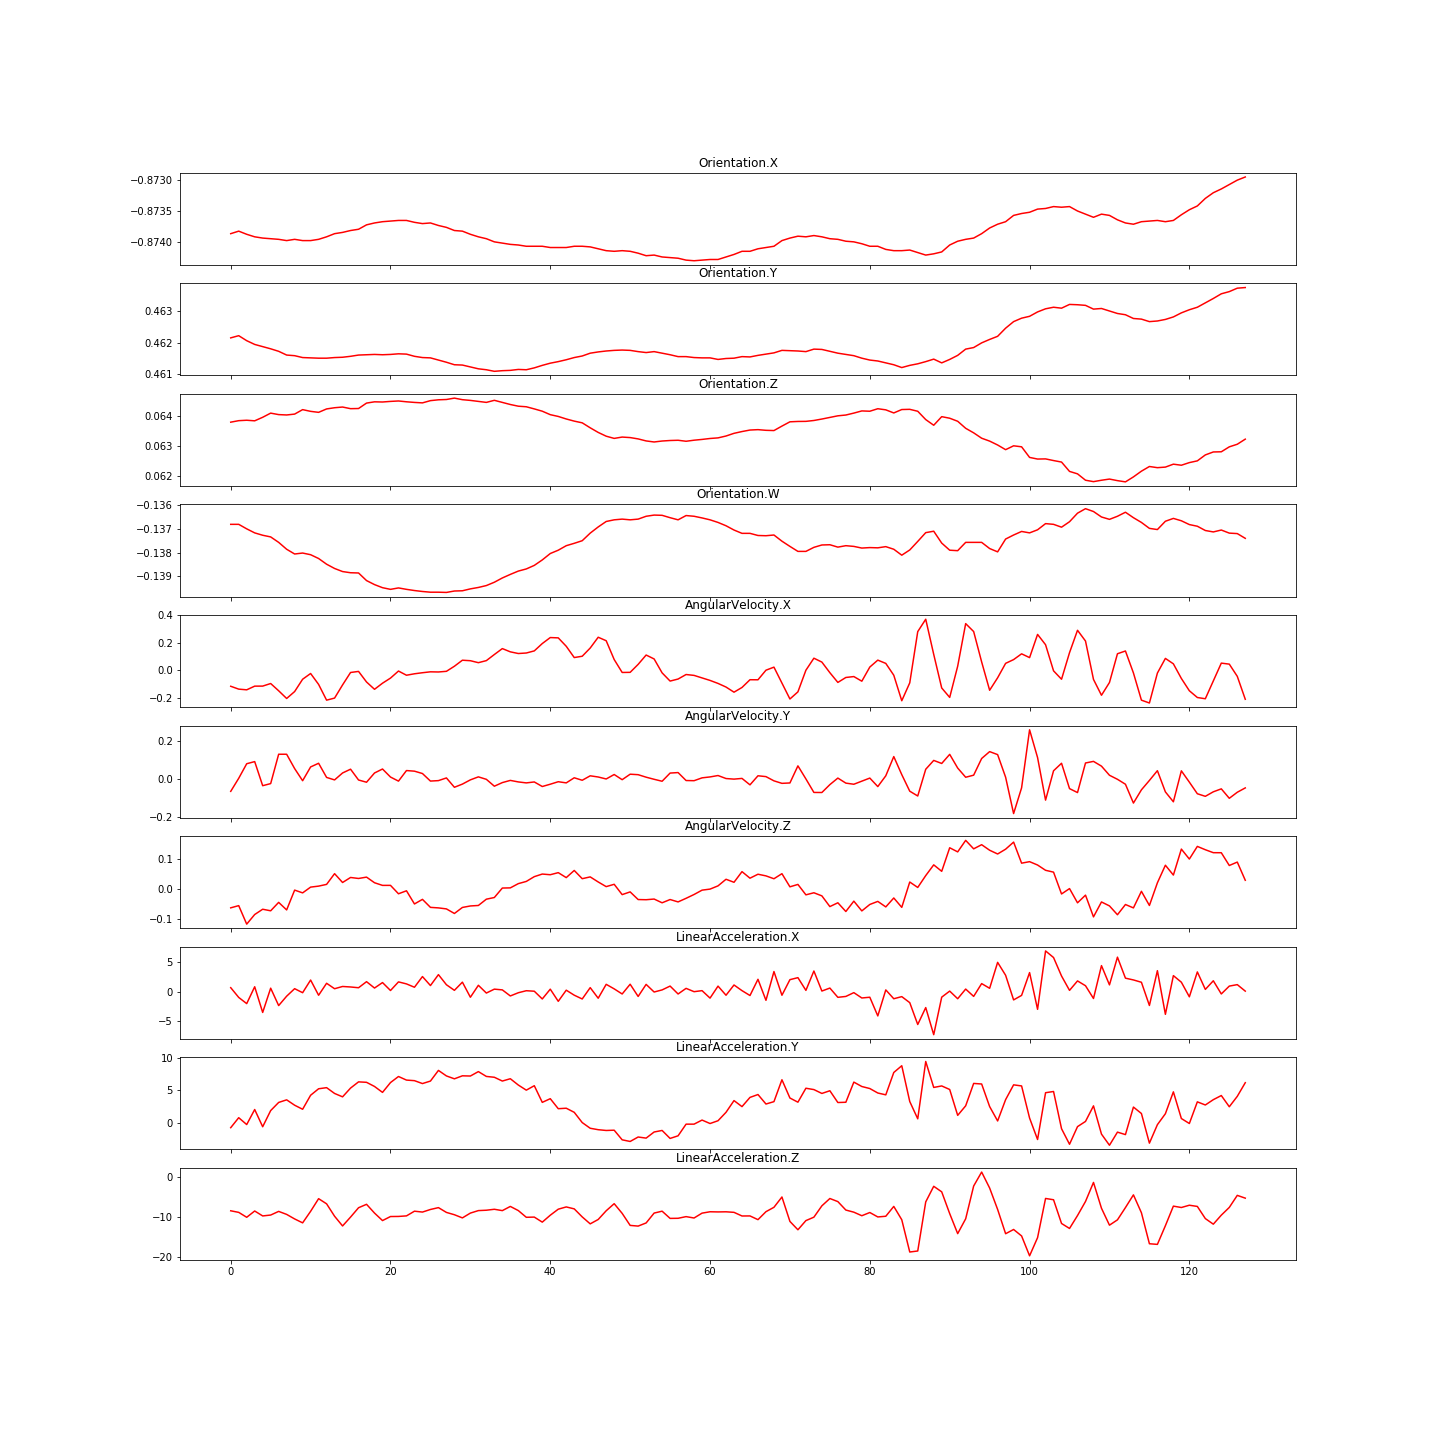 Orientation.X
−0.8730
−0.8735
−0.8740
Orientation.Y
0.463
0.462
0.461
Orientation.Z
0.064
0.063
0.062
Orientation.W
−0.136
−0.137
−0.138
−0.139
AngularVelocity.X
0.4
0.2
0.0
−0.2
AngularVelocity.Y
0.2
0.0
−0.2
AngularVelocity.Z
0.1
0.0
−0.1
LinearAcceleration.X
5
0
−5
LinearAcceleration.Y
10
5
0
LinearAcceleration.Z
0
−10
−20
0 20 40 60 80 100 120